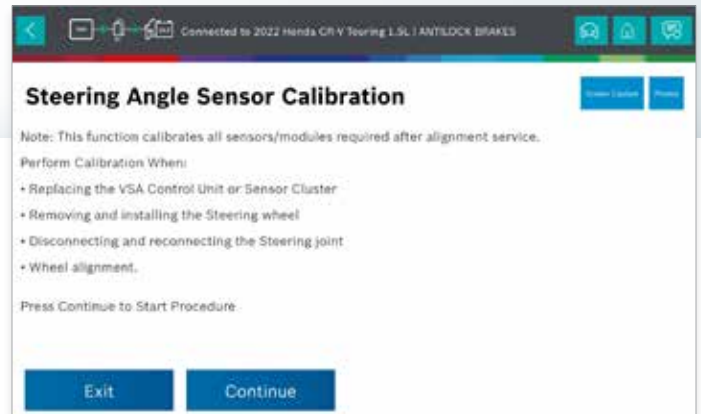 Connected to 2022 Honda CR-V Touring 1.5L | ANTILOCK BRAKES
Steering Angle Sensor Calibration
Note: This function calibrates all sensors/modules required after alignment service.
Perform Calibration When:
• Replacing the VSA Control Unit or Sensor Cluster
• Removing and installing the Steering wheel
• Disconnecting and reconnecting the Steering joint
• Wheel alignment.
Press Continue to Start Procedure
Exit Continue